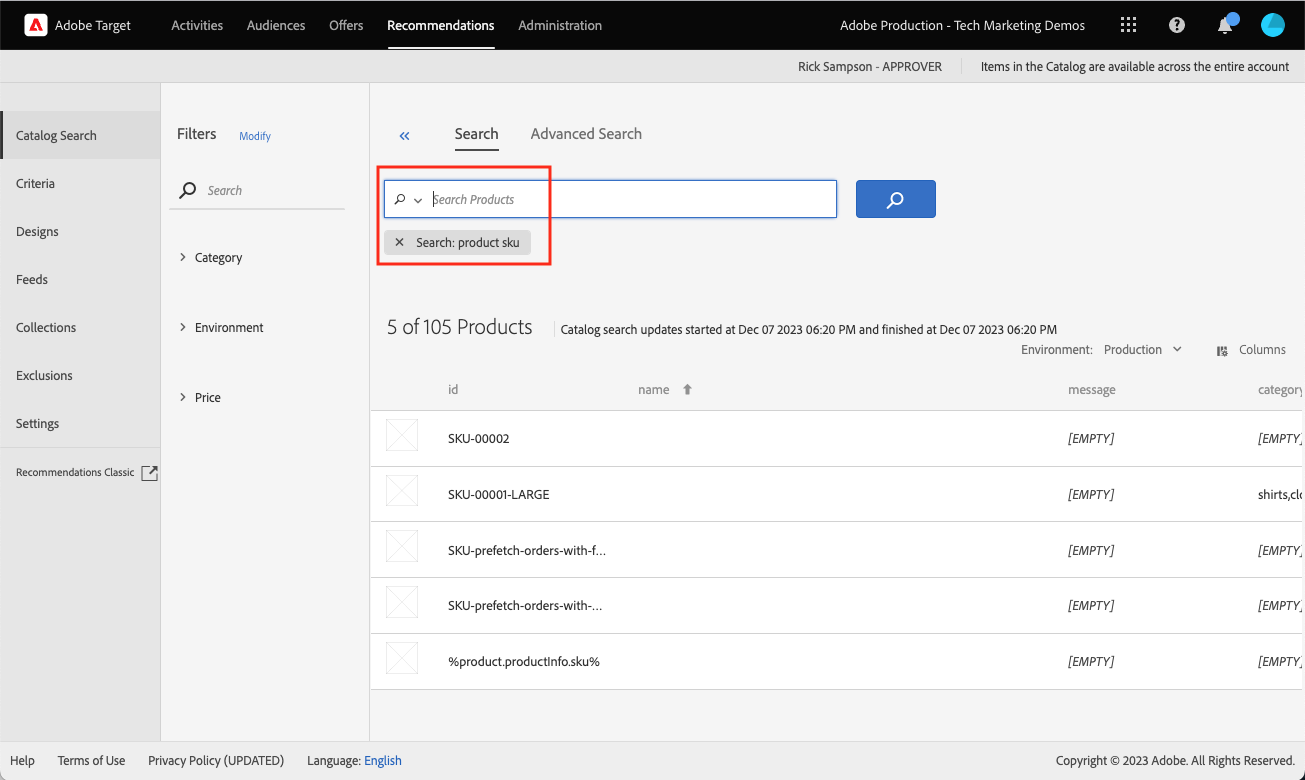 Adobe Target Activities Audiences Offers Recommendations Administration Adobe Production - Tech Marketing Demos
Rick Sampson - APPROVER Items in the Catalog are available across the entire account
Catalog Search
Criteria
Designs
Feeds
Collections
Exclusions
Settings
Recommendations Classic
Filters Modify
Search
Category
Environment
Price
Search Advanced Search
Search Products
Search: product sku
5 of 105 Products Catalog search updates started at Dec 07 2023 06:20 PM and finished at Dec 07 2023 06:20 PM
Environment: Production Columns
id name message category
SKU-00002 [EMPTY] [EMPTY]
SKU-00001-LARGE [EMPTY] shirts,clo
SKU-prefetch-orders-with-f... [EMPTY] [EMPTY]
SKU-prefetch-orders-with-... [EMPTY] [EMPTY]
%product.productInfo.sku% [EMPTY] [EMPTY]
Help Terms of Use Privacy Policy (UPDATED) Language: English Copyright © 2023 Adobe. All Rights Reserved.